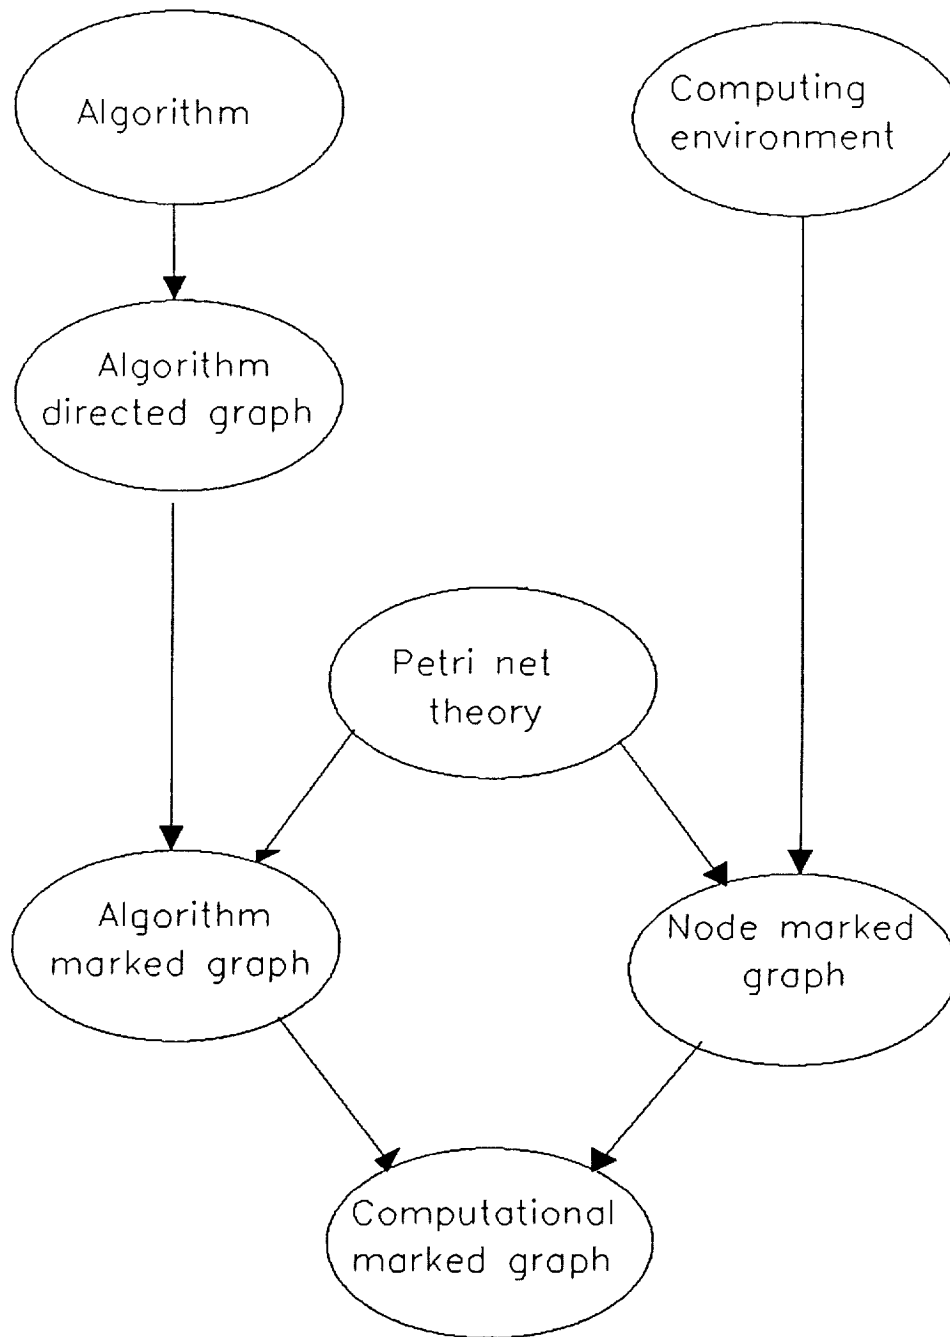 Algorithm
Computing
environment
Algorithm
directed graph
Petri net
theory
Algorithm
marked graph
Node marked
graph
Computational
marked graph